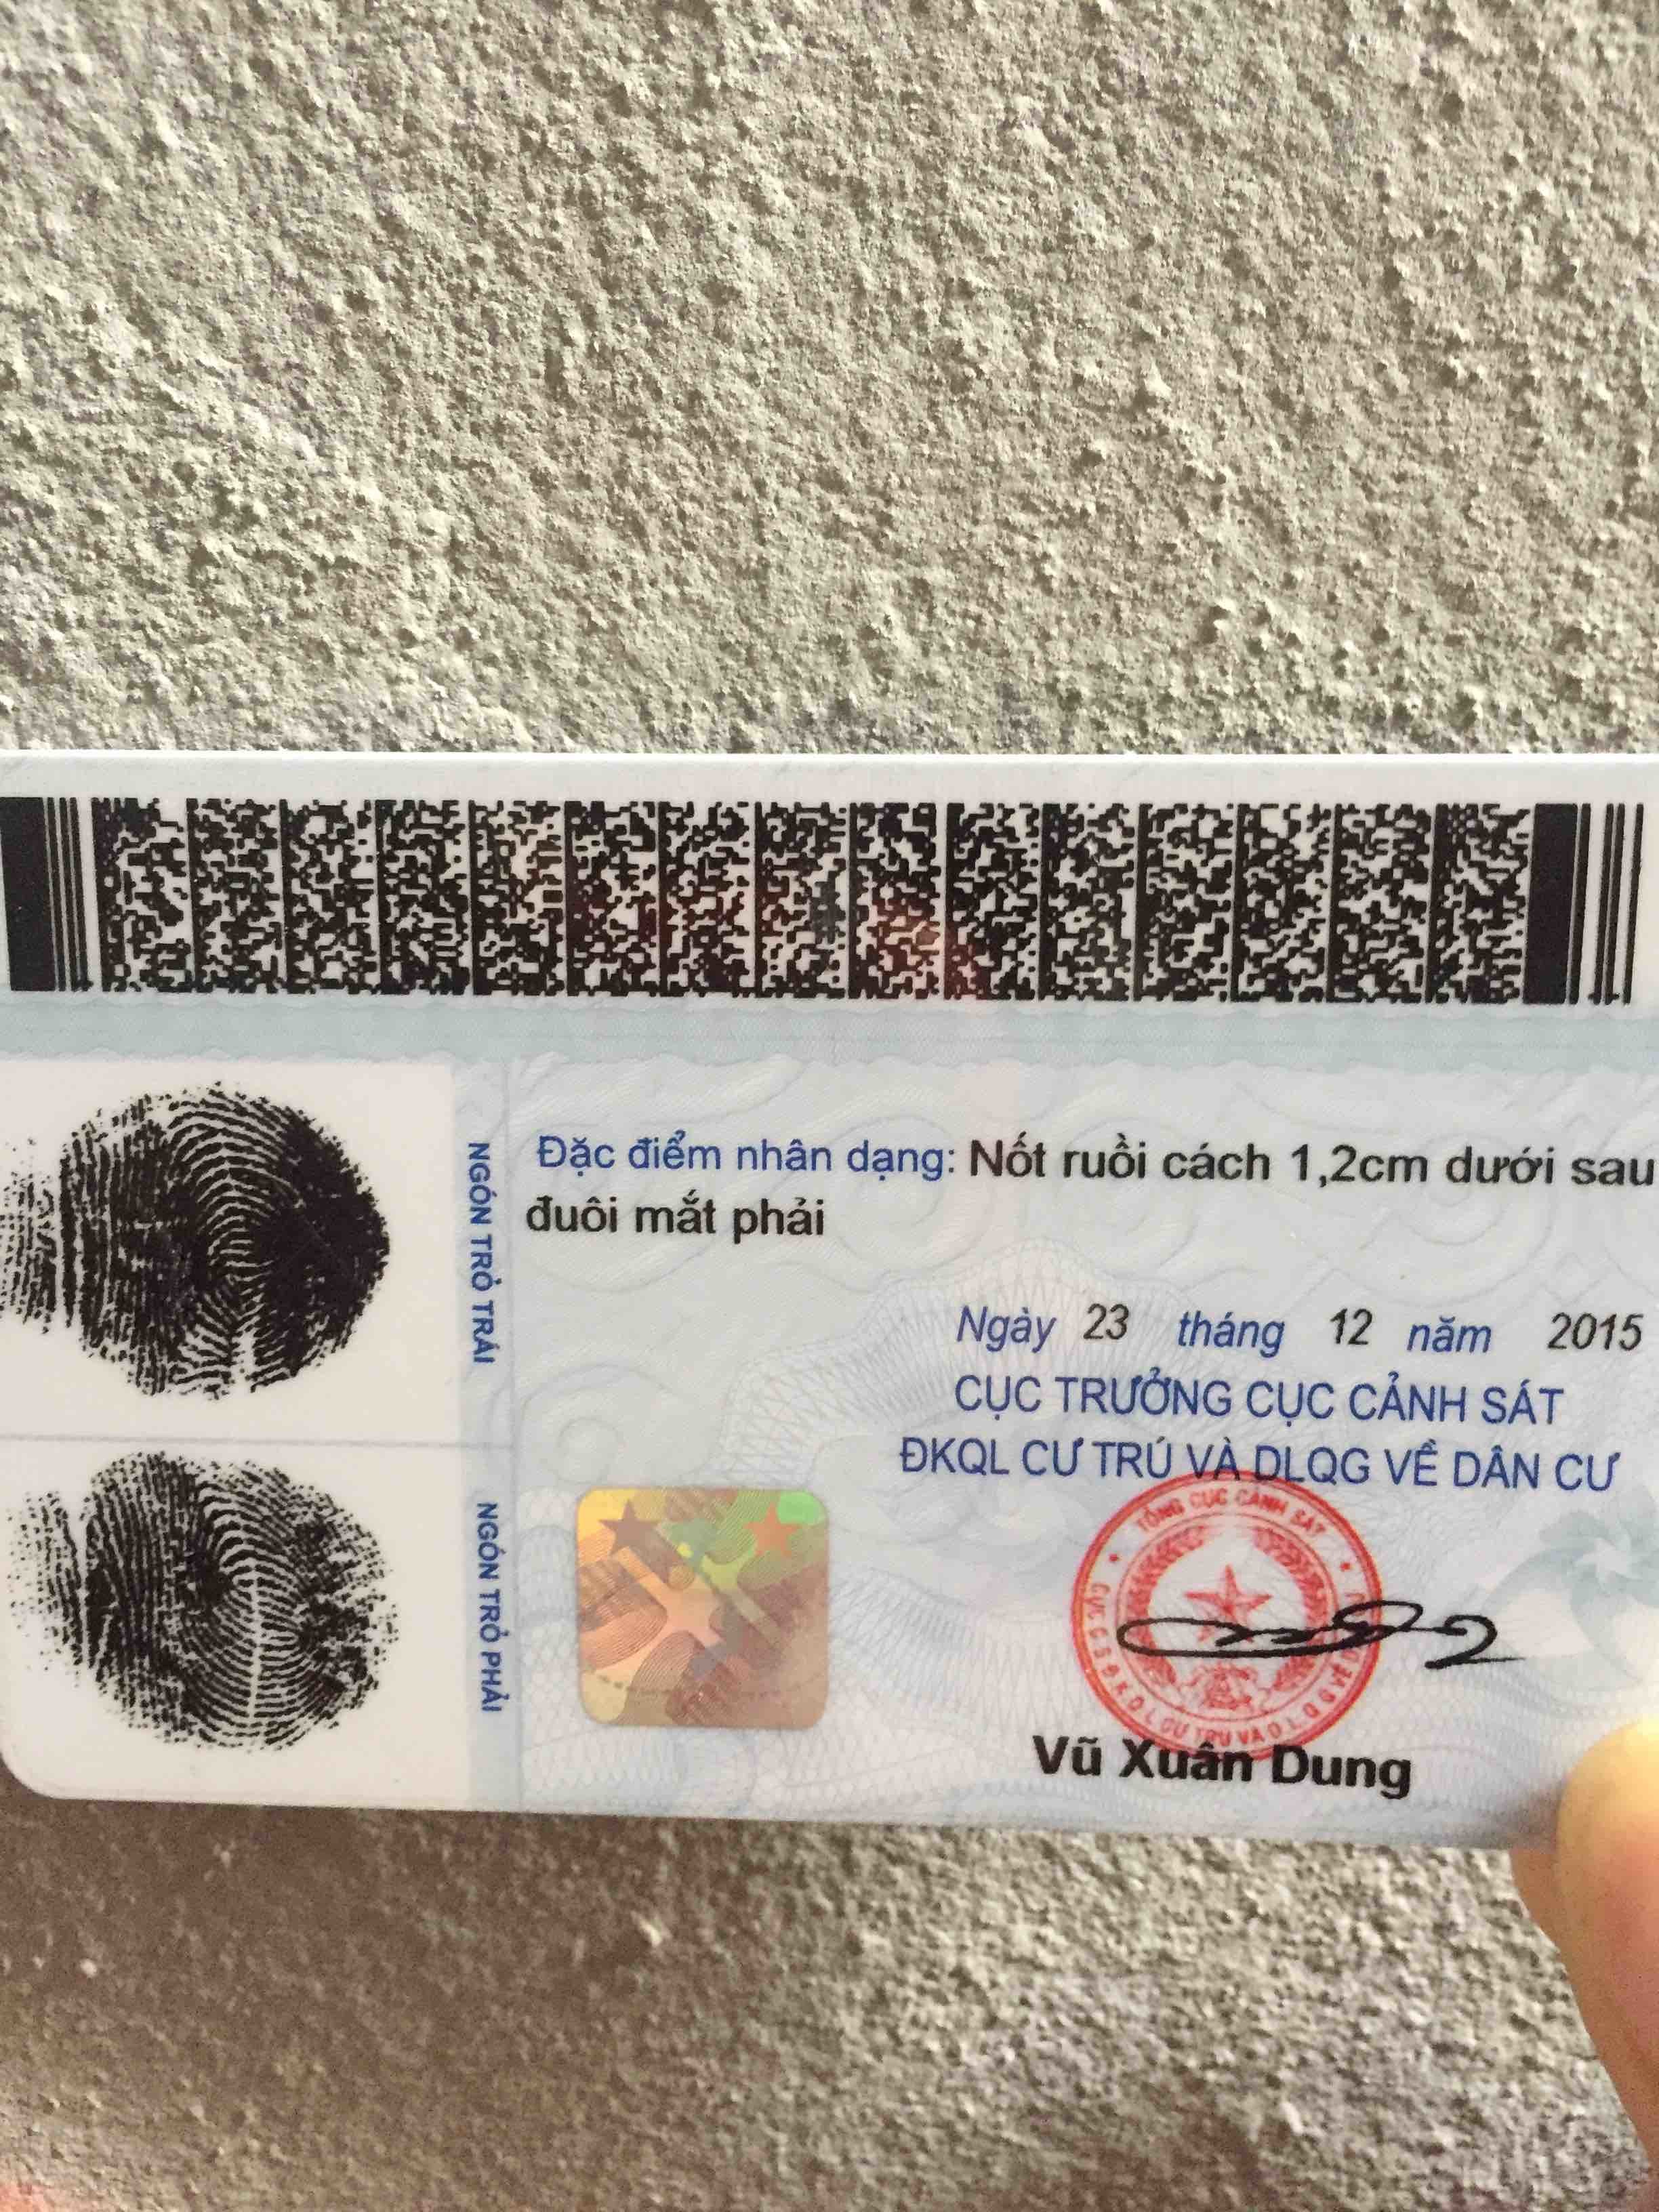 NGÓN TRỎ TRÁI
Đặc điểm nhân dạng: Nốt ruồi cách 1,2cm dưới sau
đuôi mắt phải
Ngày 23 tháng 12 năm 2015
CỤC TRƯỞNG CỤC CẢNH SÁT
ĐKQL CƯ TRÚ VÀ DLQG VỀ DÂN CƯ
NGÓN TRỎ PHẢI
TỔNG CỤC CẢNH SÁT
Vũ Xuân Dung